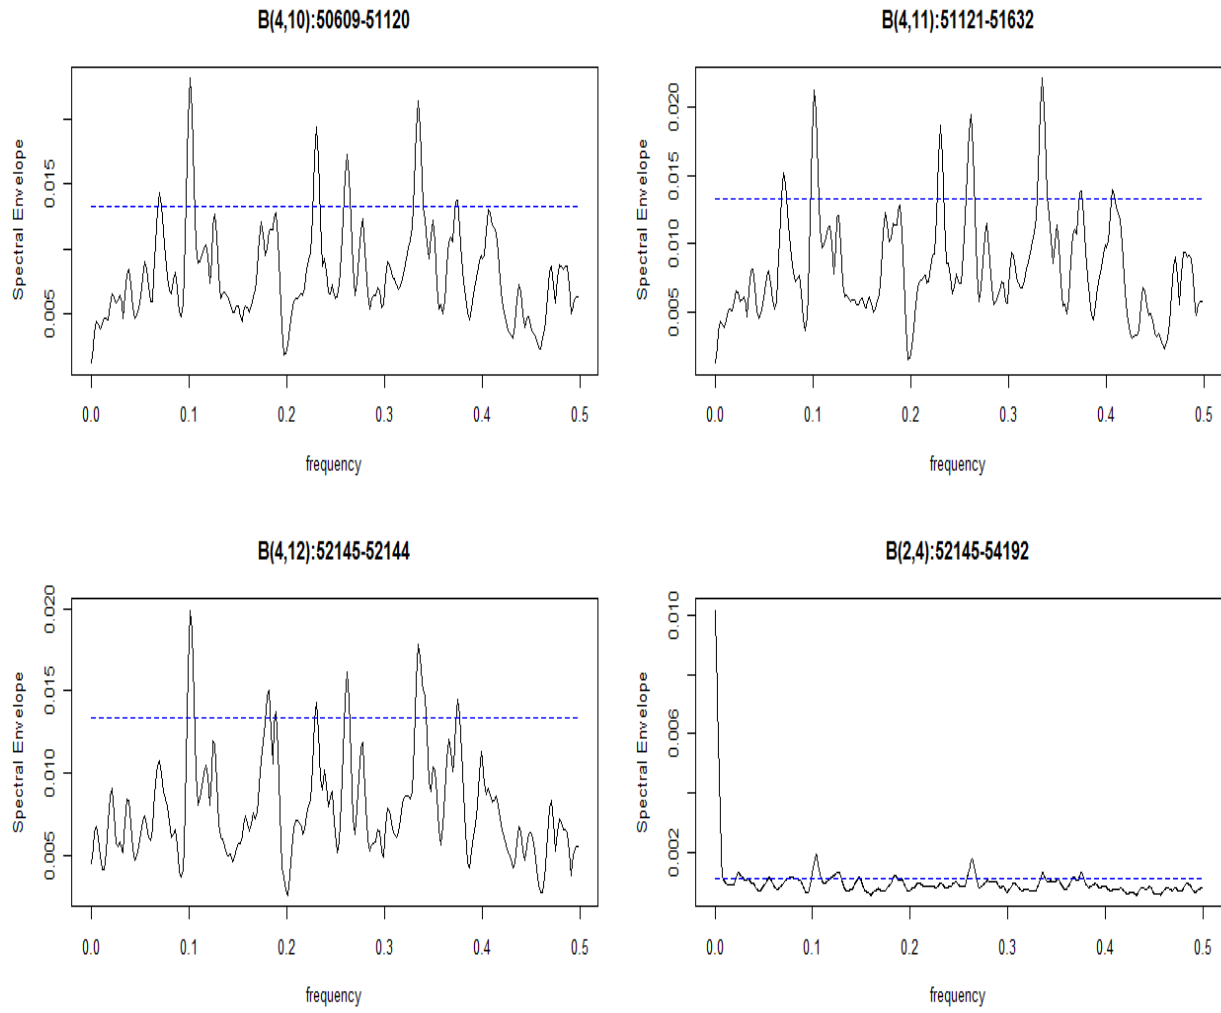 B(4,10):50609-51120
Spectral Envelope
0.005
0.015
0.0 0.1 0.2 0.3 0.4 0.5
frequency
B(4,11):51121-51632
Spectral Envelope
0.005
0.010
0.015
0.020
0.0 0.1 0.2 0.3 0.4 0.5
frequency
B(4,12):52145-52144
Spectral Envelope
0.005
0.010
0.015
0.020
0.0 0.1 0.2 0.3 0.4 0.5
frequency
B(2,4):52145-54192
Spectral Envelope
0.002
0.006
0.010
0.0 0.1 0.2 0.3 0.4 0.5
frequency